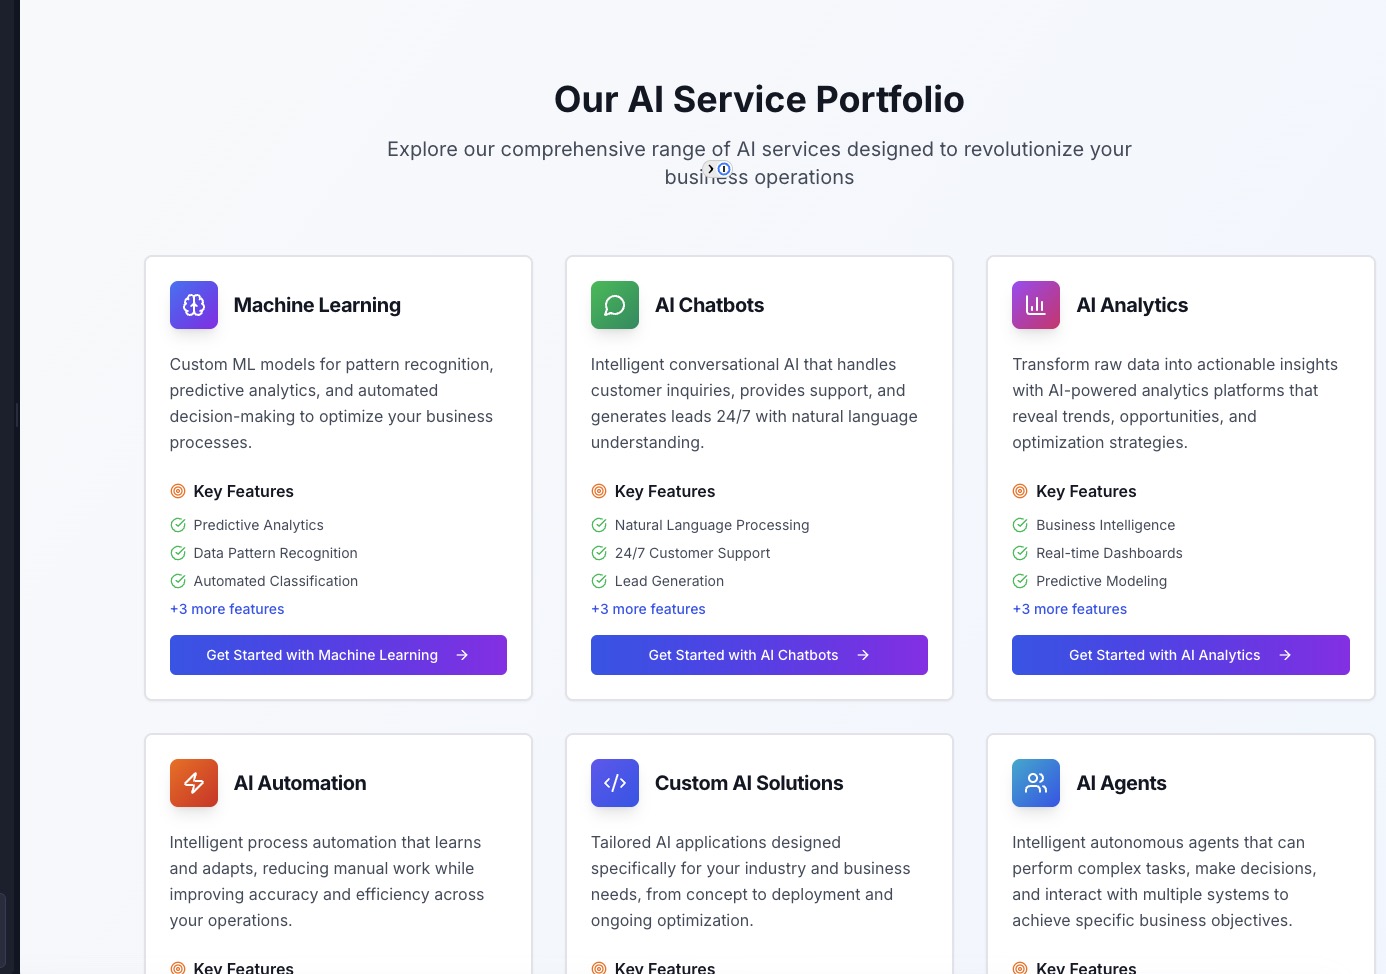 Our AI Service Portfolio
Explore our comprehensive range of AI services designed to revolutionize your
business operations
Machine Learning
Custom ML models for pattern recognition,
predictive analytics, and automated
decision-making to optimize your business
processes.
Key Features
Predictive Analytics
Data Pattern Recognition
Automated Classification
+3 more features
Get Started with Machine Learning
AI Chatbots
Intelligent conversational AI that handles
customer inquiries, provides support, and
generates leads 24/7 with natural language
understanding.
Key Features
Natural Language Processing
24/7 Customer Support
Lead Generation
+3 more features
Get Started with AI Chatbots
AI Analytics
Transform raw data into actionable insights
with AI-powered analytics platforms that
reveal trends, opportunities, and
optimization strategies.
Key Features
Business Intelligence
Real-time Dashboards
Predictive Modeling
+3 more features
Get Started with AI Analytics
AI Automation
Intelligent process automation that learns
and adapts, reducing manual work while
improving accuracy and efficiency across
your operations.
Key Features
Custom AI Solutions
Tailored AI applications designed
specifically for your industry and business
needs, from concept to deployment and
ongoing optimization.
Key Features
AI Agents
Intelligent autonomous agents that can
perform complex tasks, make decisions,
and interact with multiple systems to
achieve specific business objectives.
Key Features